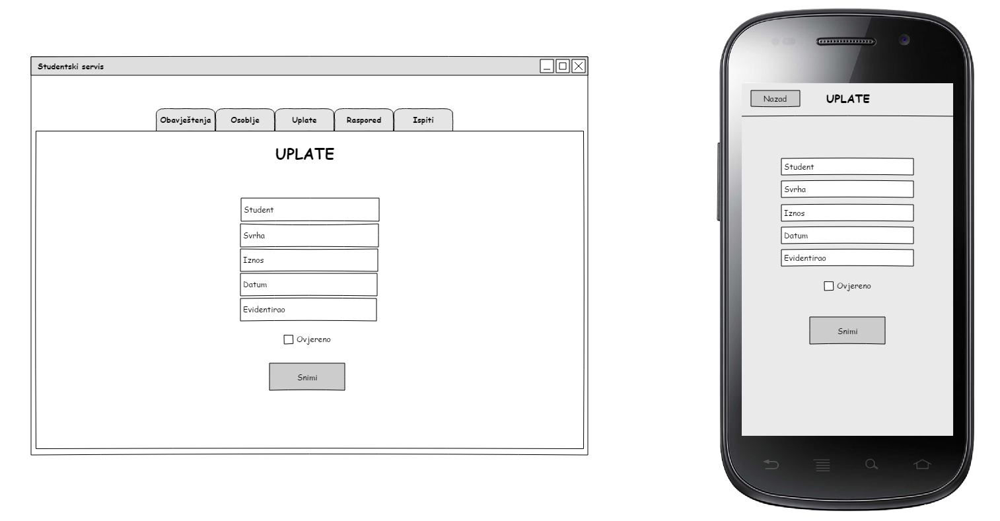 Studentski servis
Obavještenja Osoblje Uplate Raspored Ispiti
UPLATE
Student
Svrha
Iznos
Datum
Evidentirao
Ovjereno
Snimi
Nazad UPLATE
Student
Svrha
Iznos
Datum
Evidentirao
Ovjereno
Snimi